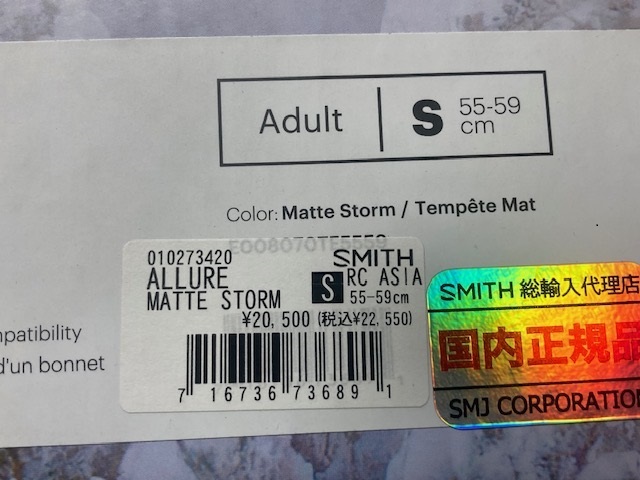 Adult
S
55-59
cm
Color: Matte Storm / Tempête Mat
E008070TF5559
010273420
SMITH
ALLURE
S
RC ASIA
MATTE STORM
55-59cm
¥20,500 (税込¥22,550)
7 16736 73689 1
mpatibility
d'un bonnet
SMITH 総輸入代理店
国内正規品
SMJ CORPORATION